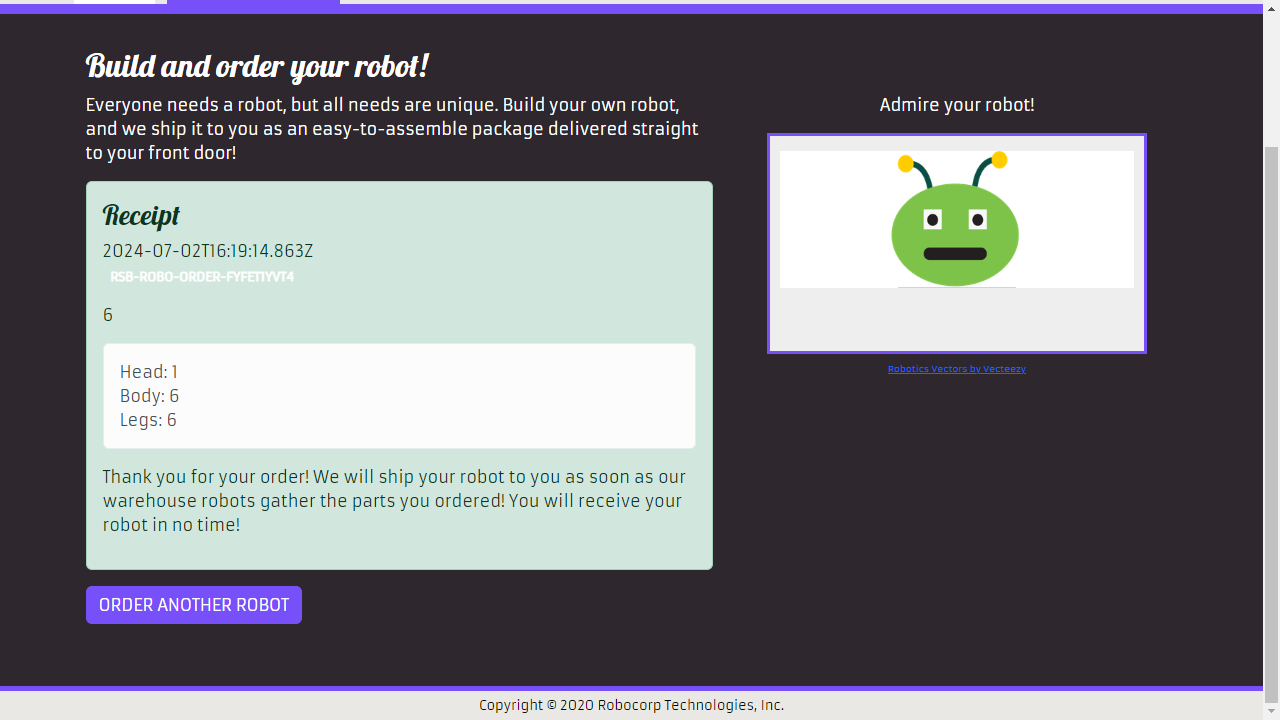 Build and order your robot!
Everyone needs a robot, but all needs are unique. Build your own robot,
and we ship it to you as an easy-to-assemble package delivered straight
to your front door!
Receipt
2024-07-02T16:19:14.863Z
RSB-ROBO-ORDER-FYFET1YVT4
6
Head: 1
Body: 6
Legs: 6
Thank you for your order! We will ship your robot to you as soon as our
warehouse robots gather the parts you ordered! You will receive your
robot in no time!
ORDER ANOTHER ROBOT
Admire your robot!
Robotics Vectors by Vecteezy
Copyright © 2020 Robocorp Technologies, Inc.